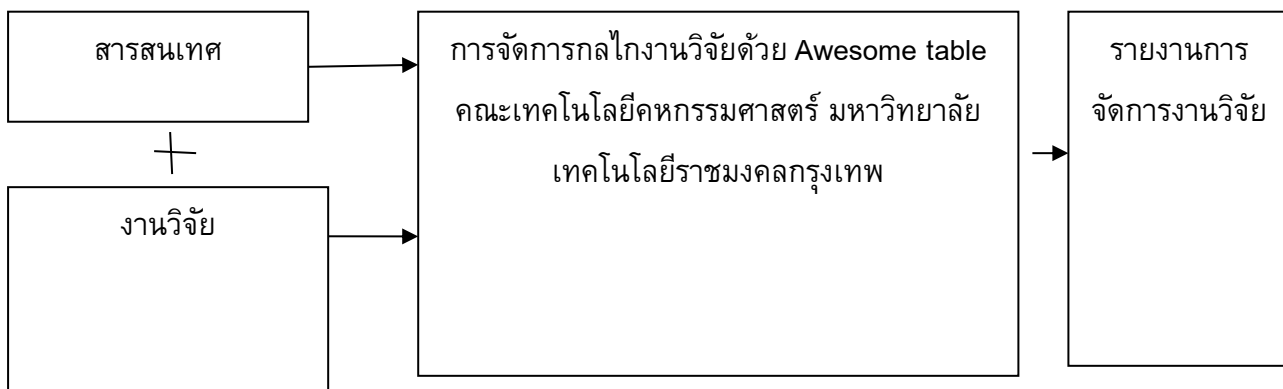 สารสนเทศ
งานวิจัย
การจัดการกลไกงานวิจัยด้วย Awesome table
คณะเทคโนโลยีคหกรรมศาสตร์ มหาวิทยาลัย
เทคโนโลยีราชมงคลกรุงเทพ
รายงานการ
จัดการงานวิจัย